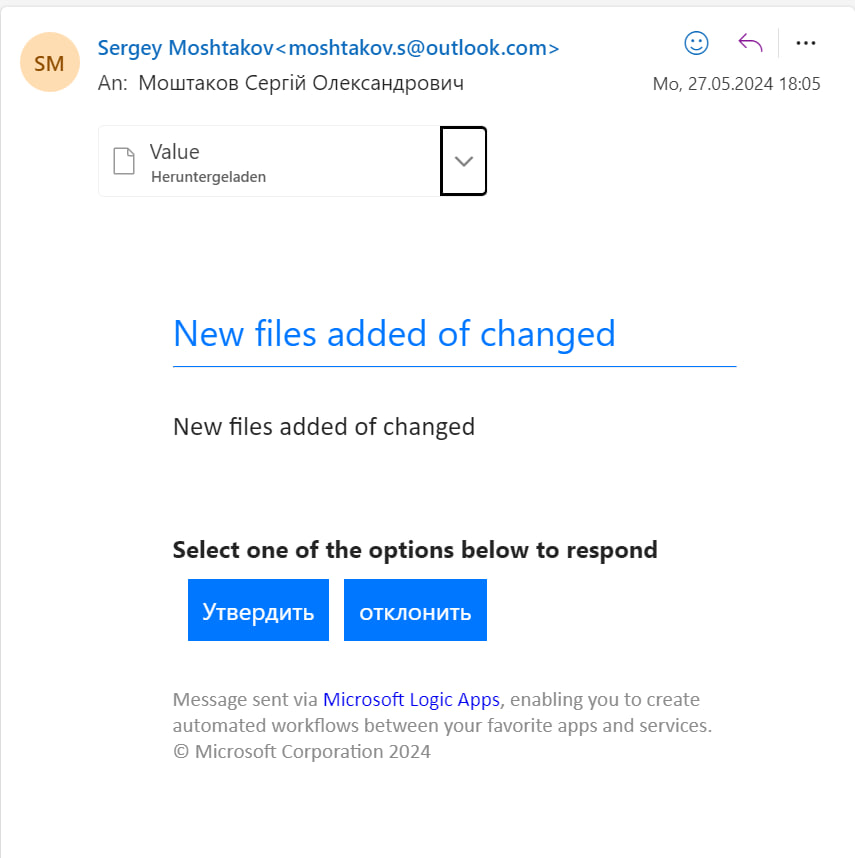 SM
Sergey Moshtakov<moshtakov.s@outlook.com>
An: Моштаков Сергій Олександрович
Mo, 27.05.2024 18:05
Value
Heruntergeladen
New files added of changed
New files added of changed
Select one of the options below to respond
Утвердить
отклонить
Message sent via Microsoft Logic Apps, enabling you to create
automated workflows between your favorite apps and services.
© Microsoft Corporation 2024